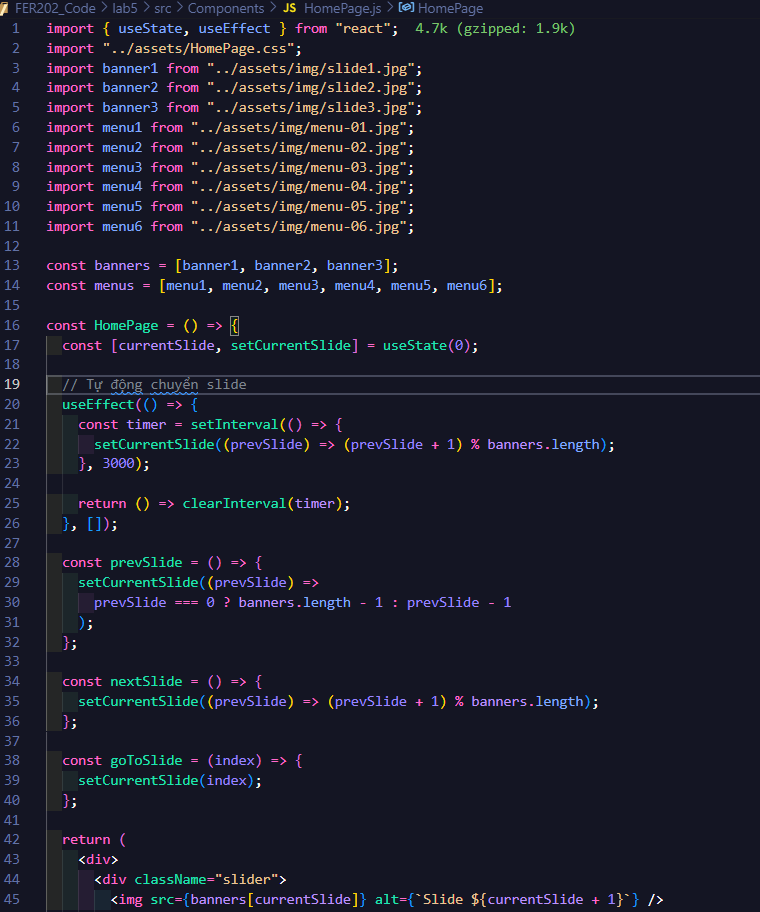 FER202_Code > lab5 > src > Components > JS HomePage.js > HomePage
1 import { useState, useEffect } from "react"; 4.7k (gzipped: 1.9k)
2 import "../assets/HomePage.css";
3 import banner1 from "../assets/img/slide1.jpg";
4 import banner2 from "../assets/img/slide2.jpg";
5 import banner3 from "../assets/img/slide3.jpg";
6 import menu1 from "../assets/img/menu-01.jpg";
7 import menu2 from "../assets/img/menu-02.jpg";
8 import menu3 from "../assets/img/menu-03.jpg";
9 import menu4 from "../assets/img/menu-04.jpg";
10 import menu5 from "../assets/img/menu-05.jpg";
11 import menu6 from "../assets/img/menu-06.jpg";
12
13 const banners = [banner1, banner2, banner3];
14 const menus = [menu1, menu2, menu3, menu4, menu5, menu6];
15
16 const HomePage = () => {
17   const [currentSlide, setCurrentSlide] = useState(0);
18
19   // Tự động chuyển slide
20   useEffect(() => {
21     const timer = setInterval(() => {
22       setCurrentSlide((prevSlide) => (prevSlide + 1) % banners.length);
23     }, 3000);
24
25     return () => clearInterval(timer);
26   }, []);
27
28   const prevSlide = () => {
29     setCurrentSlide((prevSlide) =>
30       prevSlide === 0 ? banners.length - 1 : prevSlide - 1
31     );
32   };
33
34   const nextSlide = () => {
35     setCurrentSlide((prevSlide) => (prevSlide + 1) % banners.length);
36   };
37
38   const goToSlide = (index) => {
39     setCurrentSlide(index);
40   };
41
42   return (
43     <div>
44       <div className="slider">
45         <img src={banners[currentSlide]} alt={`Slide ${currentSlide + 1}`} />